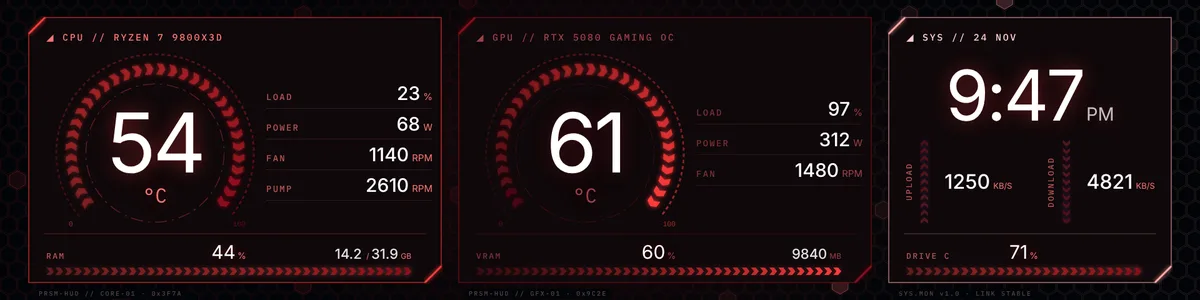 CPU // RYZEN 7 9800X3D
54
°C
0
100
LOAD 23 %
POWER 68 W
FAN 1140 RPM
PUMP 2610 RPM
RAM 44 % 14.2 / 31.9 GB
PRSM-HUD // CORE-01 · 0x3F7A
GPU // RTX 5080 GAMING OC
61
°C
0
100
LOAD 97 %
POWER 312 W
FAN 1480 RPM
VRAM 60 % 9840 MB
PRSM-HUD // GFX-01 · 0x9C2E
SYS // 24 NOV
9:47 PM
UPLOAD 1250 KB/S
DOWNLOAD 4821 KB/S
DRIVE C 71 %
SYS.MON v1.0 · LINK STABLE